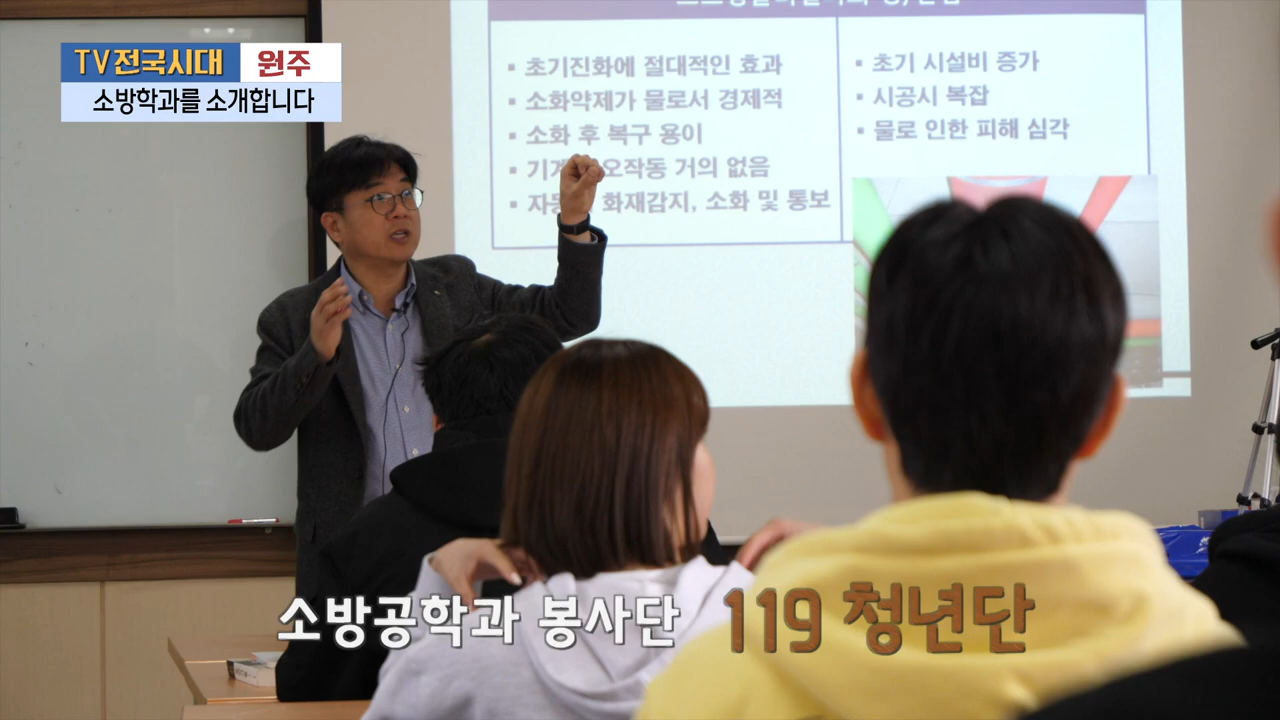 TV전국시대 원주
소방학과를 소개합니다
▪ 초기진화에 절대적인 효과
▪ 소화약제가 물로서 경제적
▪ 소화 후 복구 용이
오작동 거의 없음
화재감지, 소화 및 통보
▪ 초기 시설비 증가
▪ 시공시 복잡
▪ 물로 인한 피해 심각
소방공학과 봉사단 119 청년단